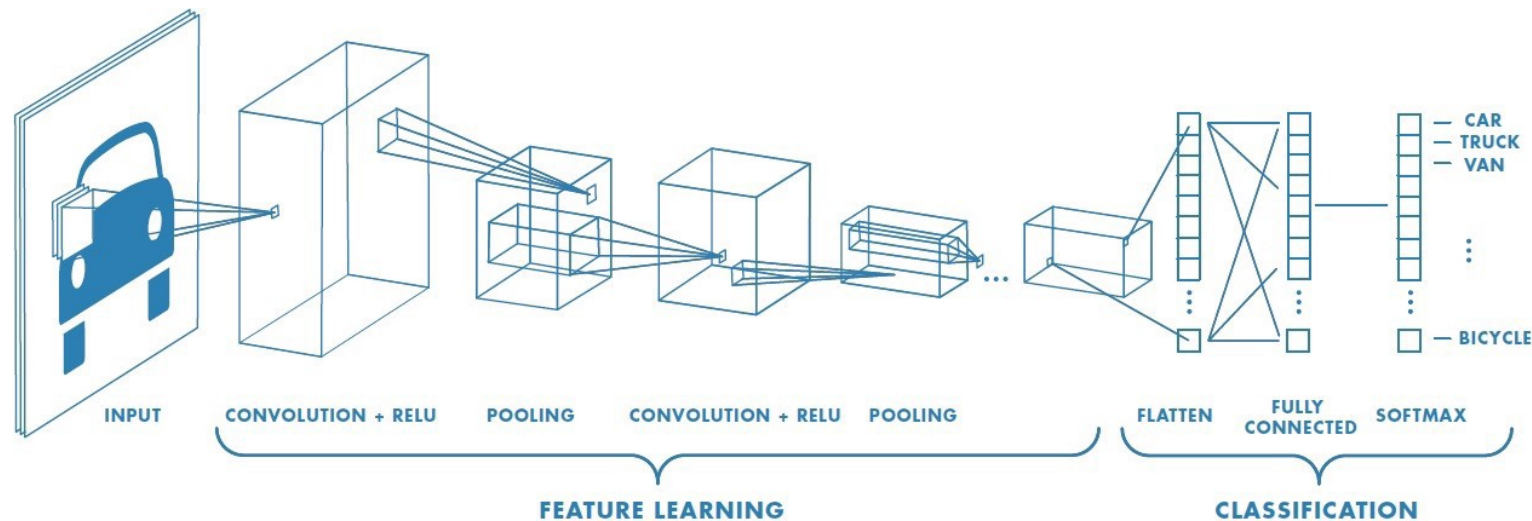 CAR
TRUCK
VAN
BICYCLE
INPUT
CONVOLUTION + RELU
POOLING
CONVOLUTION + RELU
POOLING
FLATTEN
FULLY
CONNECTED
SOFTMAX
FEATURE LEARNING
CLASSIFICATION